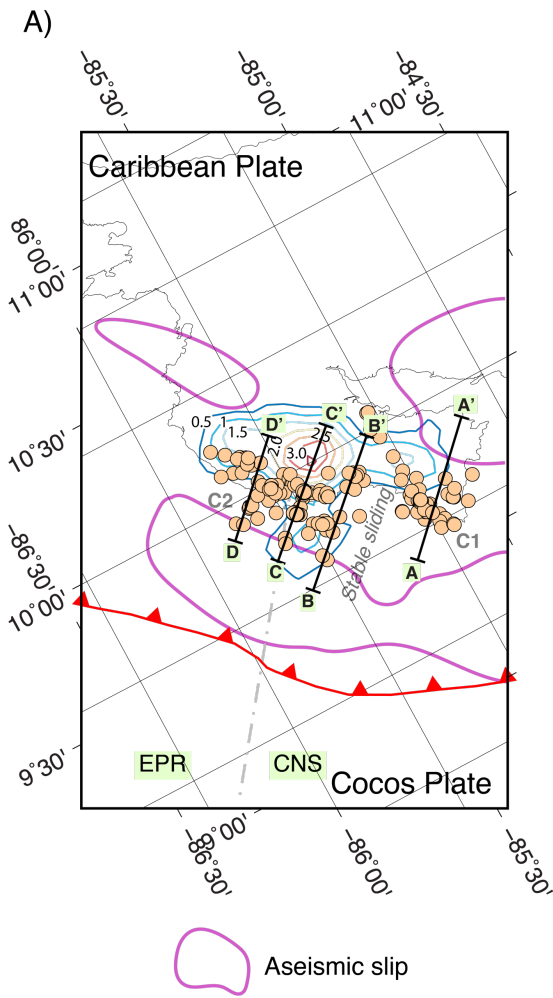 A)
−85˚30'
−85˚00'
−84˚30'
11˚00'
Caribbean Plate
86˚00'
11˚00'
10˚30'
−86˚30'
10˚00'
9˚30'
0.5
1
1.5
2.0
2.5
3.0
D'
C'
B'
A'
C2
C1
D
C
B
A
Stable sliding
EPR
CNS
Cocos Plate
−86˚30'
9˚00'
−86˚00'
−85˚30'
Aseismic slip